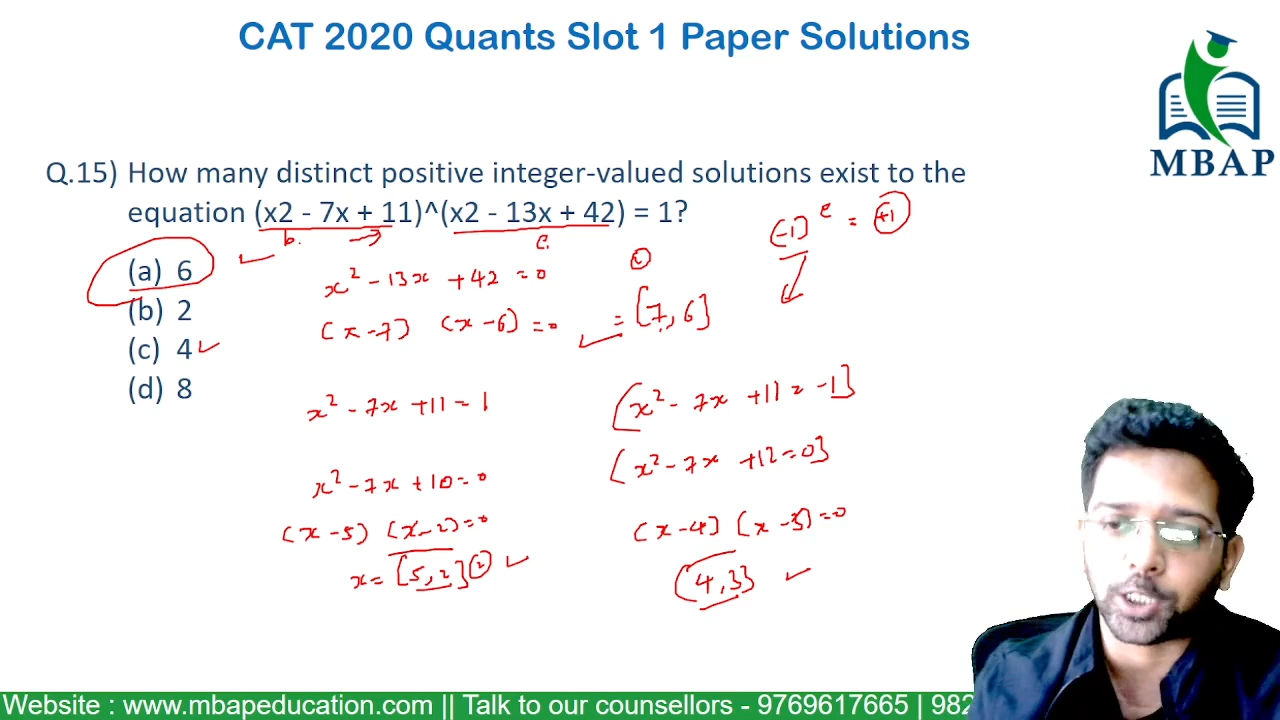 CAT 2020 Quants Slot 1 Paper Solutions
MBAP
Q.15) How many distinct positive integer-valued solutions exist to the
equation (x2 - 7x + 11)^(x2 - 13x + 42) = 1?
b.
e.
(-1)^e = +1
(a) 6
(b) 2
(c) 4
(d) 8
x² - 13x + 42 = 0
(x - 7) (x - 6) = 0 = [7, 6]
x² - 7x + 11 = 1
[x² - 7x + 11 = -1]
x² - 7x + 10 = 0
[x² - 7x + 12 = 0]
(x - 5) (x - 2) = 0
(x - 4) (x - 3) = 0
x = [5, 2] 2
(4, 3)
Website : www.mbapeducation.com || Talk to our counsellors - 9769617665 | 982